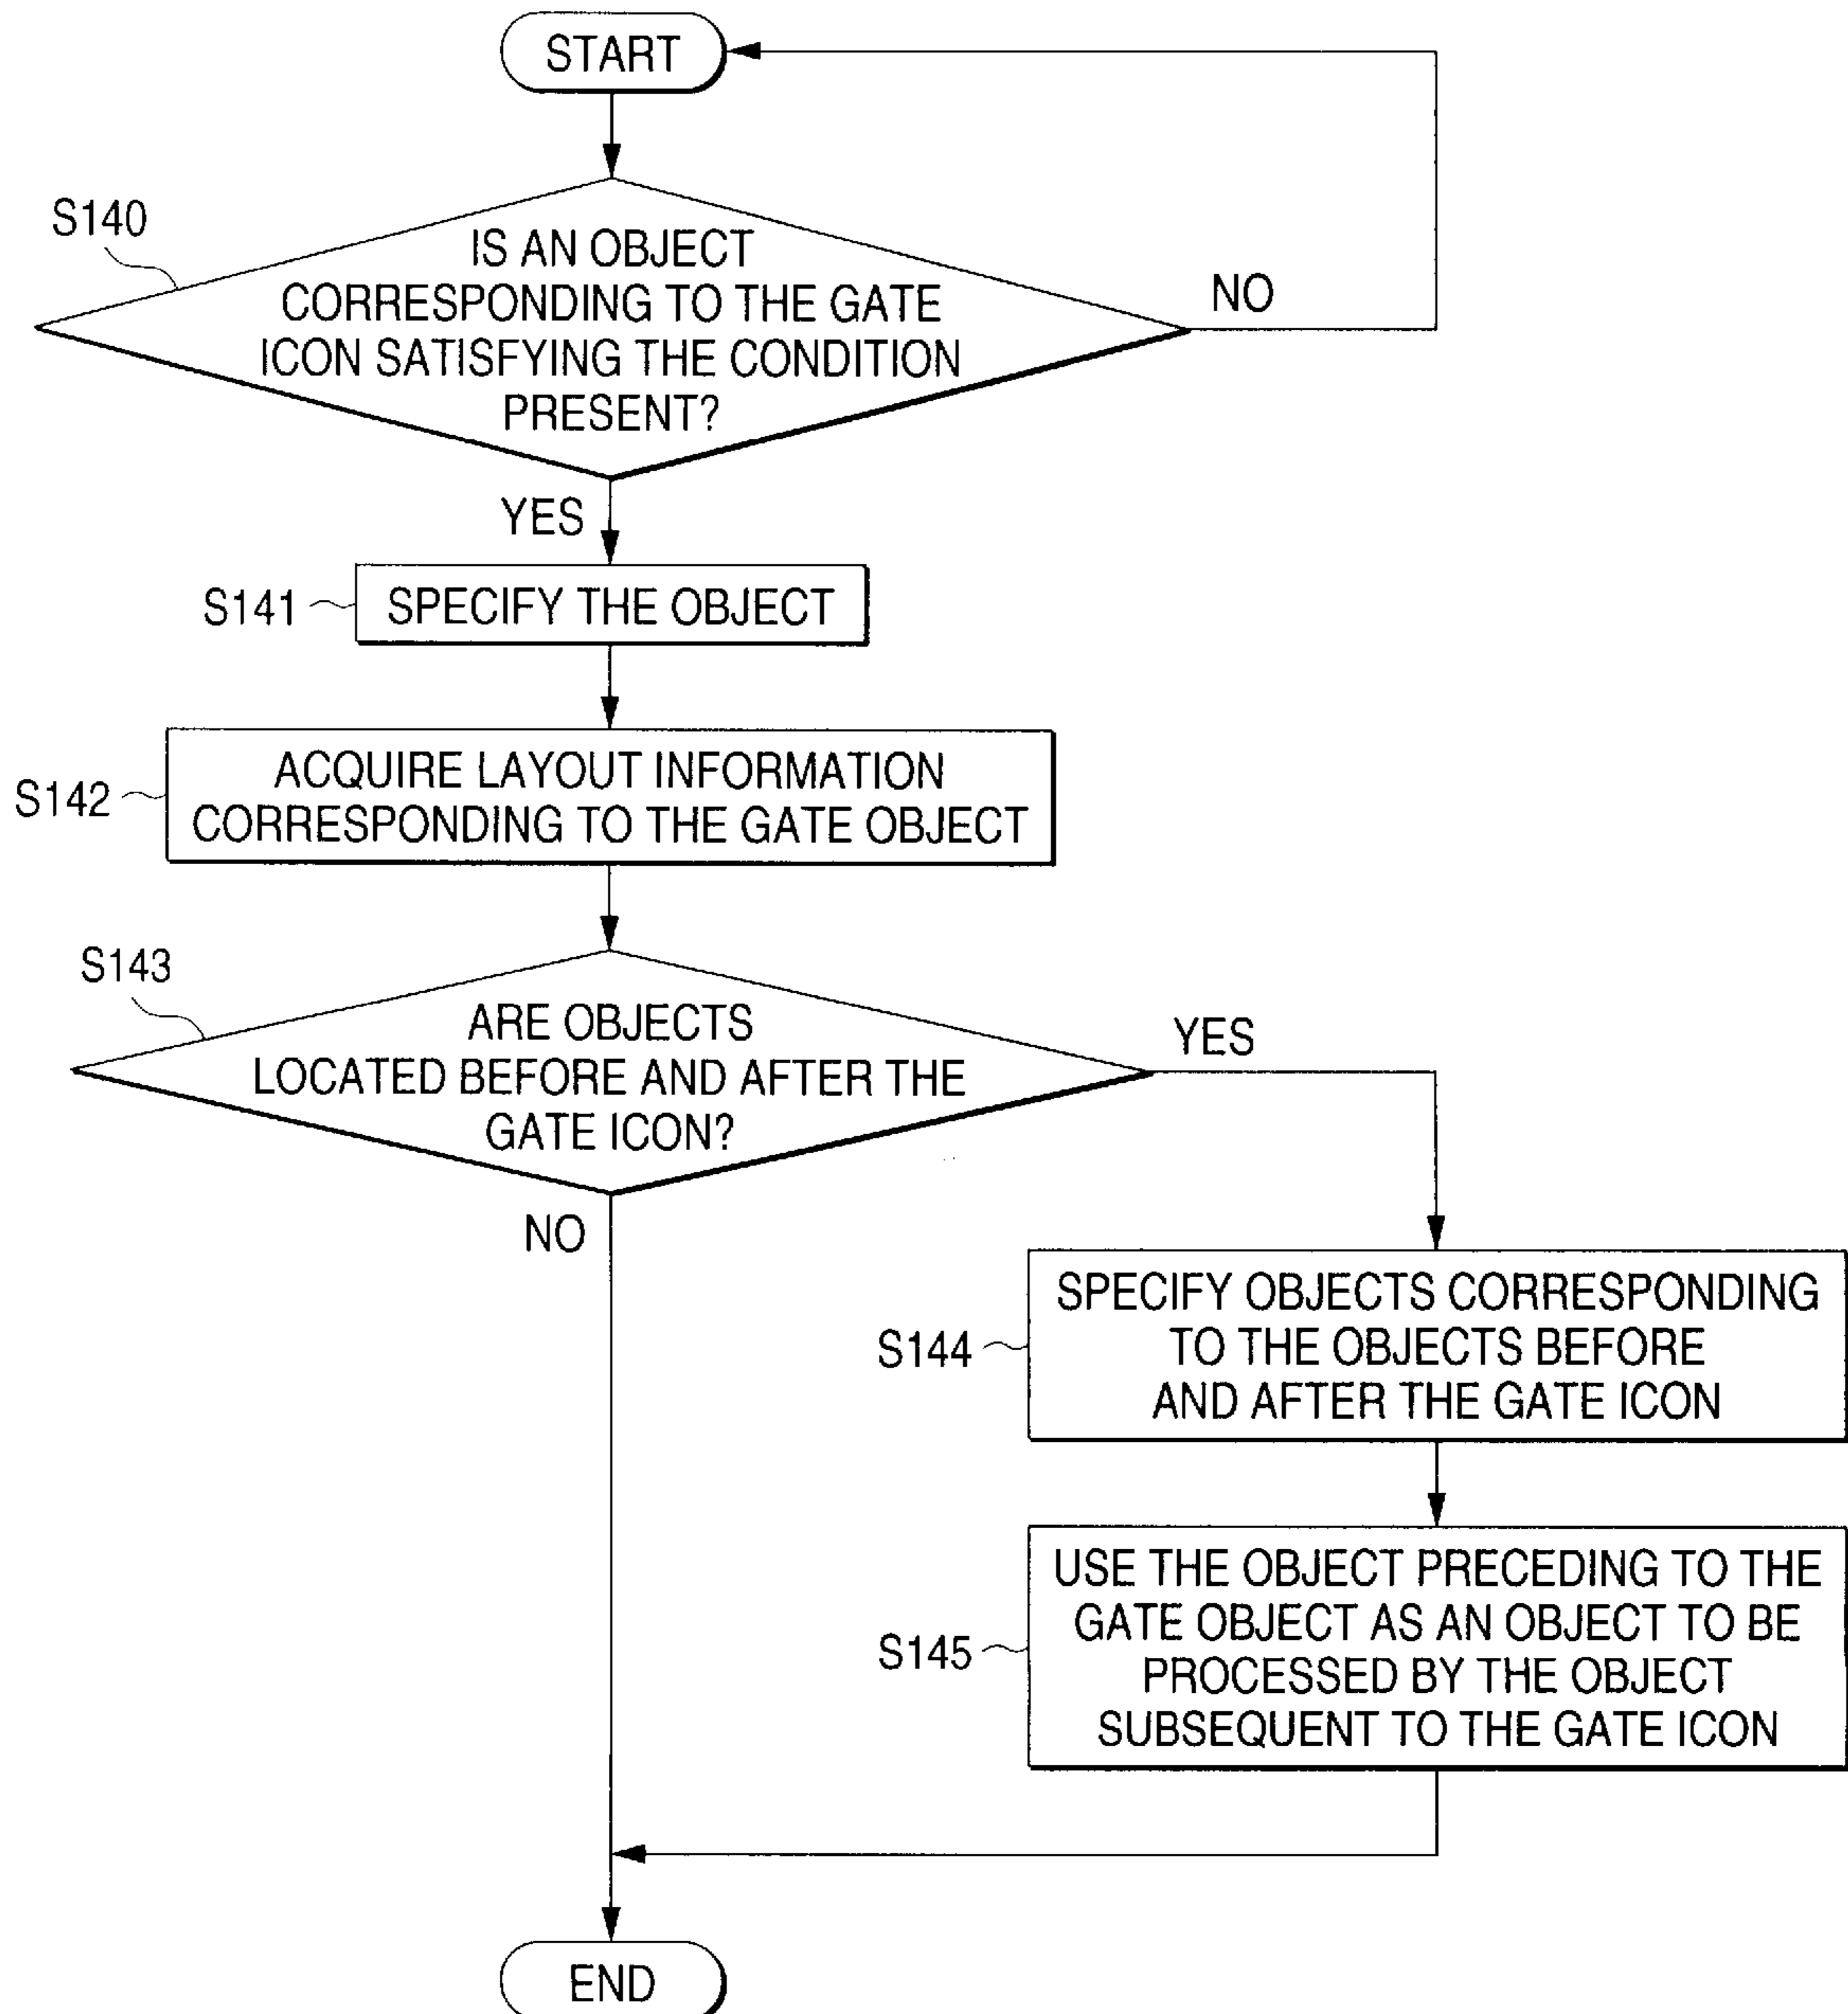 START
S140
IS AN OBJECT
CORRESPONDING TO THE GATE
ICON SATISFYING THE CONDITION
PRESENT?
NO
YES
S141
SPECIFY THE OBJECT
S142
ACQUIRE LAYOUT INFORMATION
CORRESPONDING TO THE GATE OBJECT
S143
ARE OBJECTS
LOCATED BEFORE AND AFTER THE
GATE ICON?
YES
NO
S144
SPECIFY OBJECTS CORRESPONDING
TO THE OBJECTS BEFORE
AND AFTER THE GATE ICON
S145
USE THE OBJECT PRECEDING TO THE
GATE OBJECT AS AN OBJECT TO BE
PROCESSED BY THE OBJECT
SUBSEQUENT TO THE GATE ICON
END